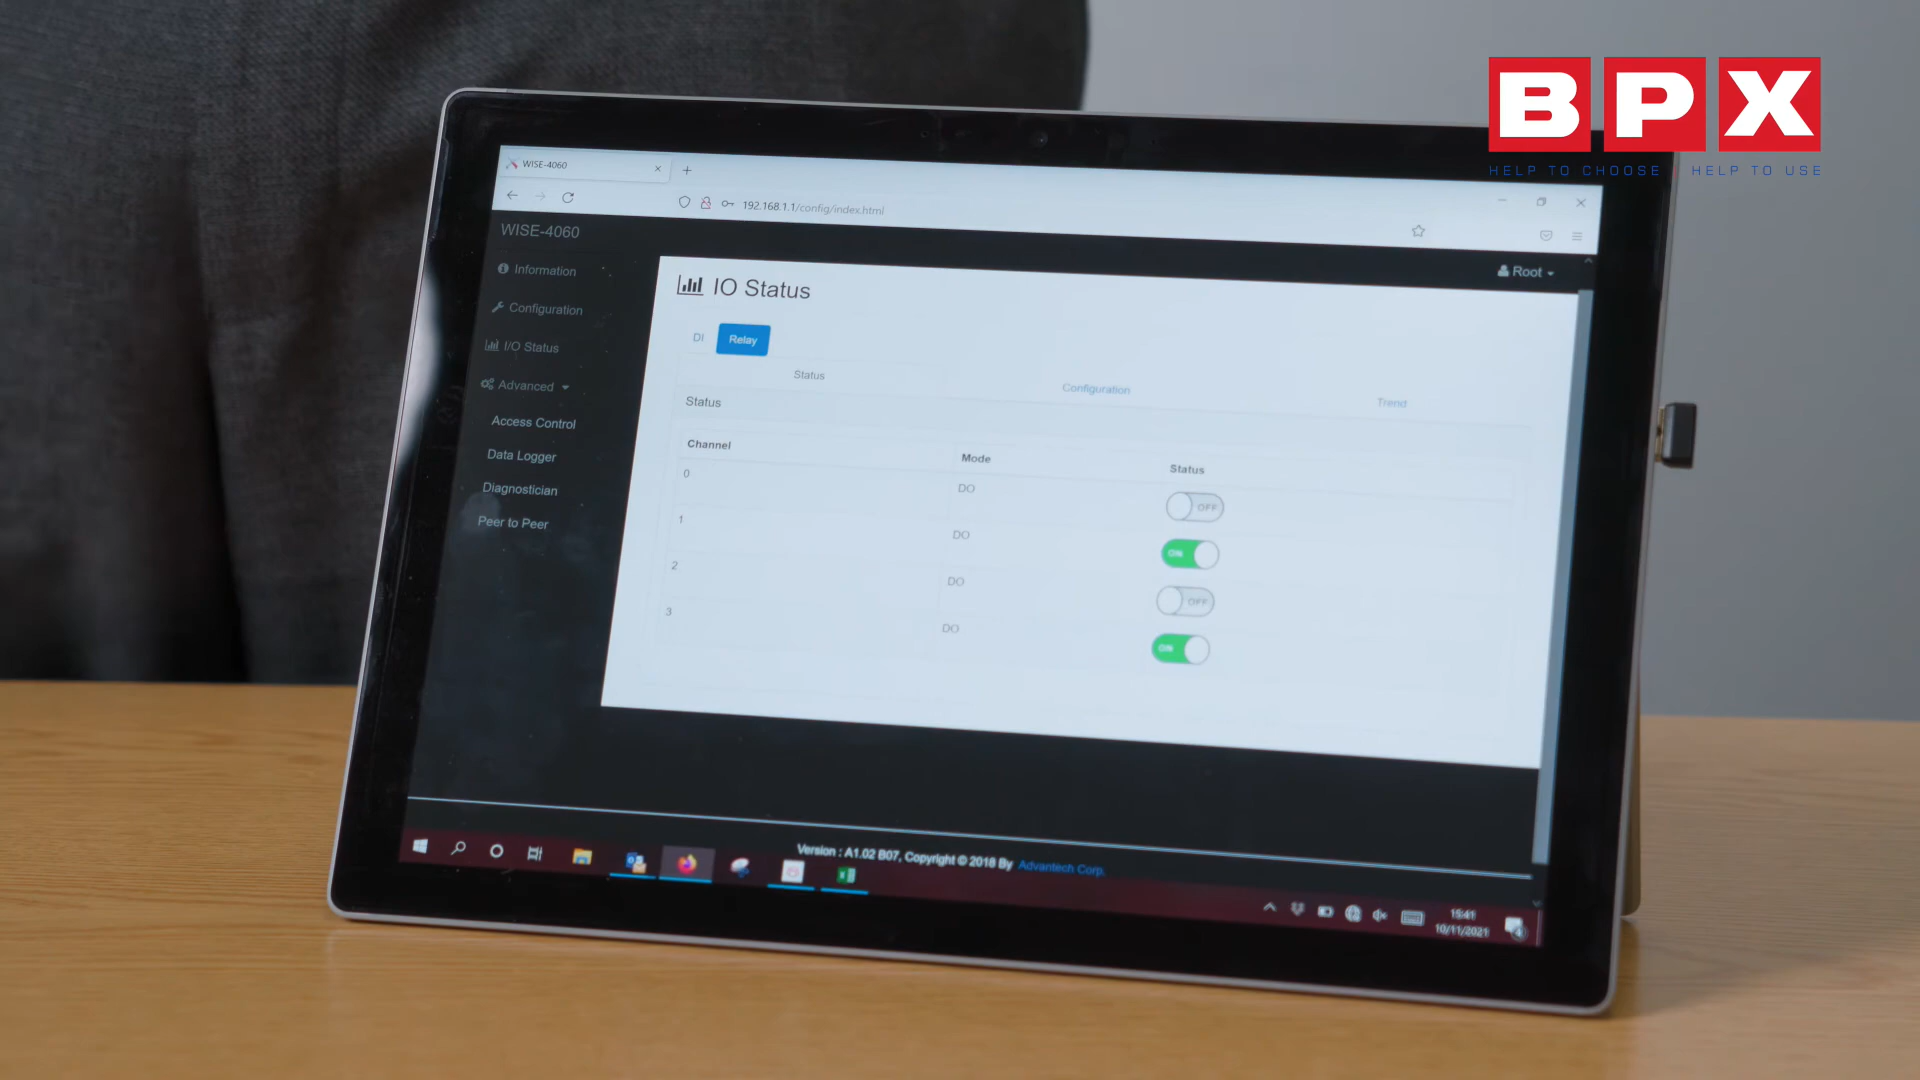 BPX
HELP TO CHOOSE | HELP TO USE
WISE-4060
192.168.1.1/config/index.html
WISE-4060
Root
Information
Configuration
I/O Status
Advanced
Access Control
Data Logger
Diagnostician
Peer to Peer
IO Status
DI Relay
Status Configuration Trend
Status
Channel Mode Status
0 DO OFF
1 DO ON
2 DO OFF
3 DO ON
Version : A1.02 B07, Copyright © 2018 By Advantech Corp.
15:41
10/11/2021
4